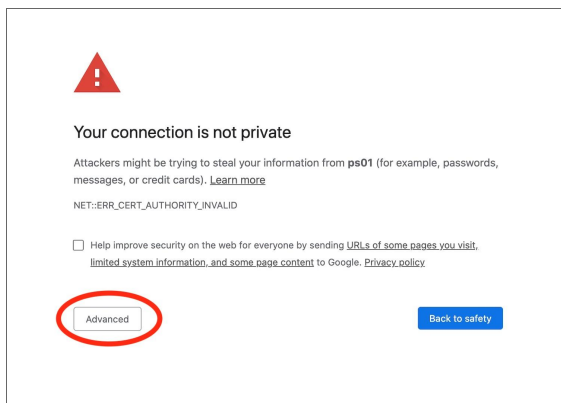 Your connection is not private
Attackers might be trying to steal your information from ps01 (for example, passwords,
messages, or credit cards). Learn more
NET::ERR_CERT_AUTHORITY_INVALID
Help improve security on the web for everyone by sending URLs of some pages you visit,
limited system information, and some page content to Google. Privacy policy
Advanced
Back to safety